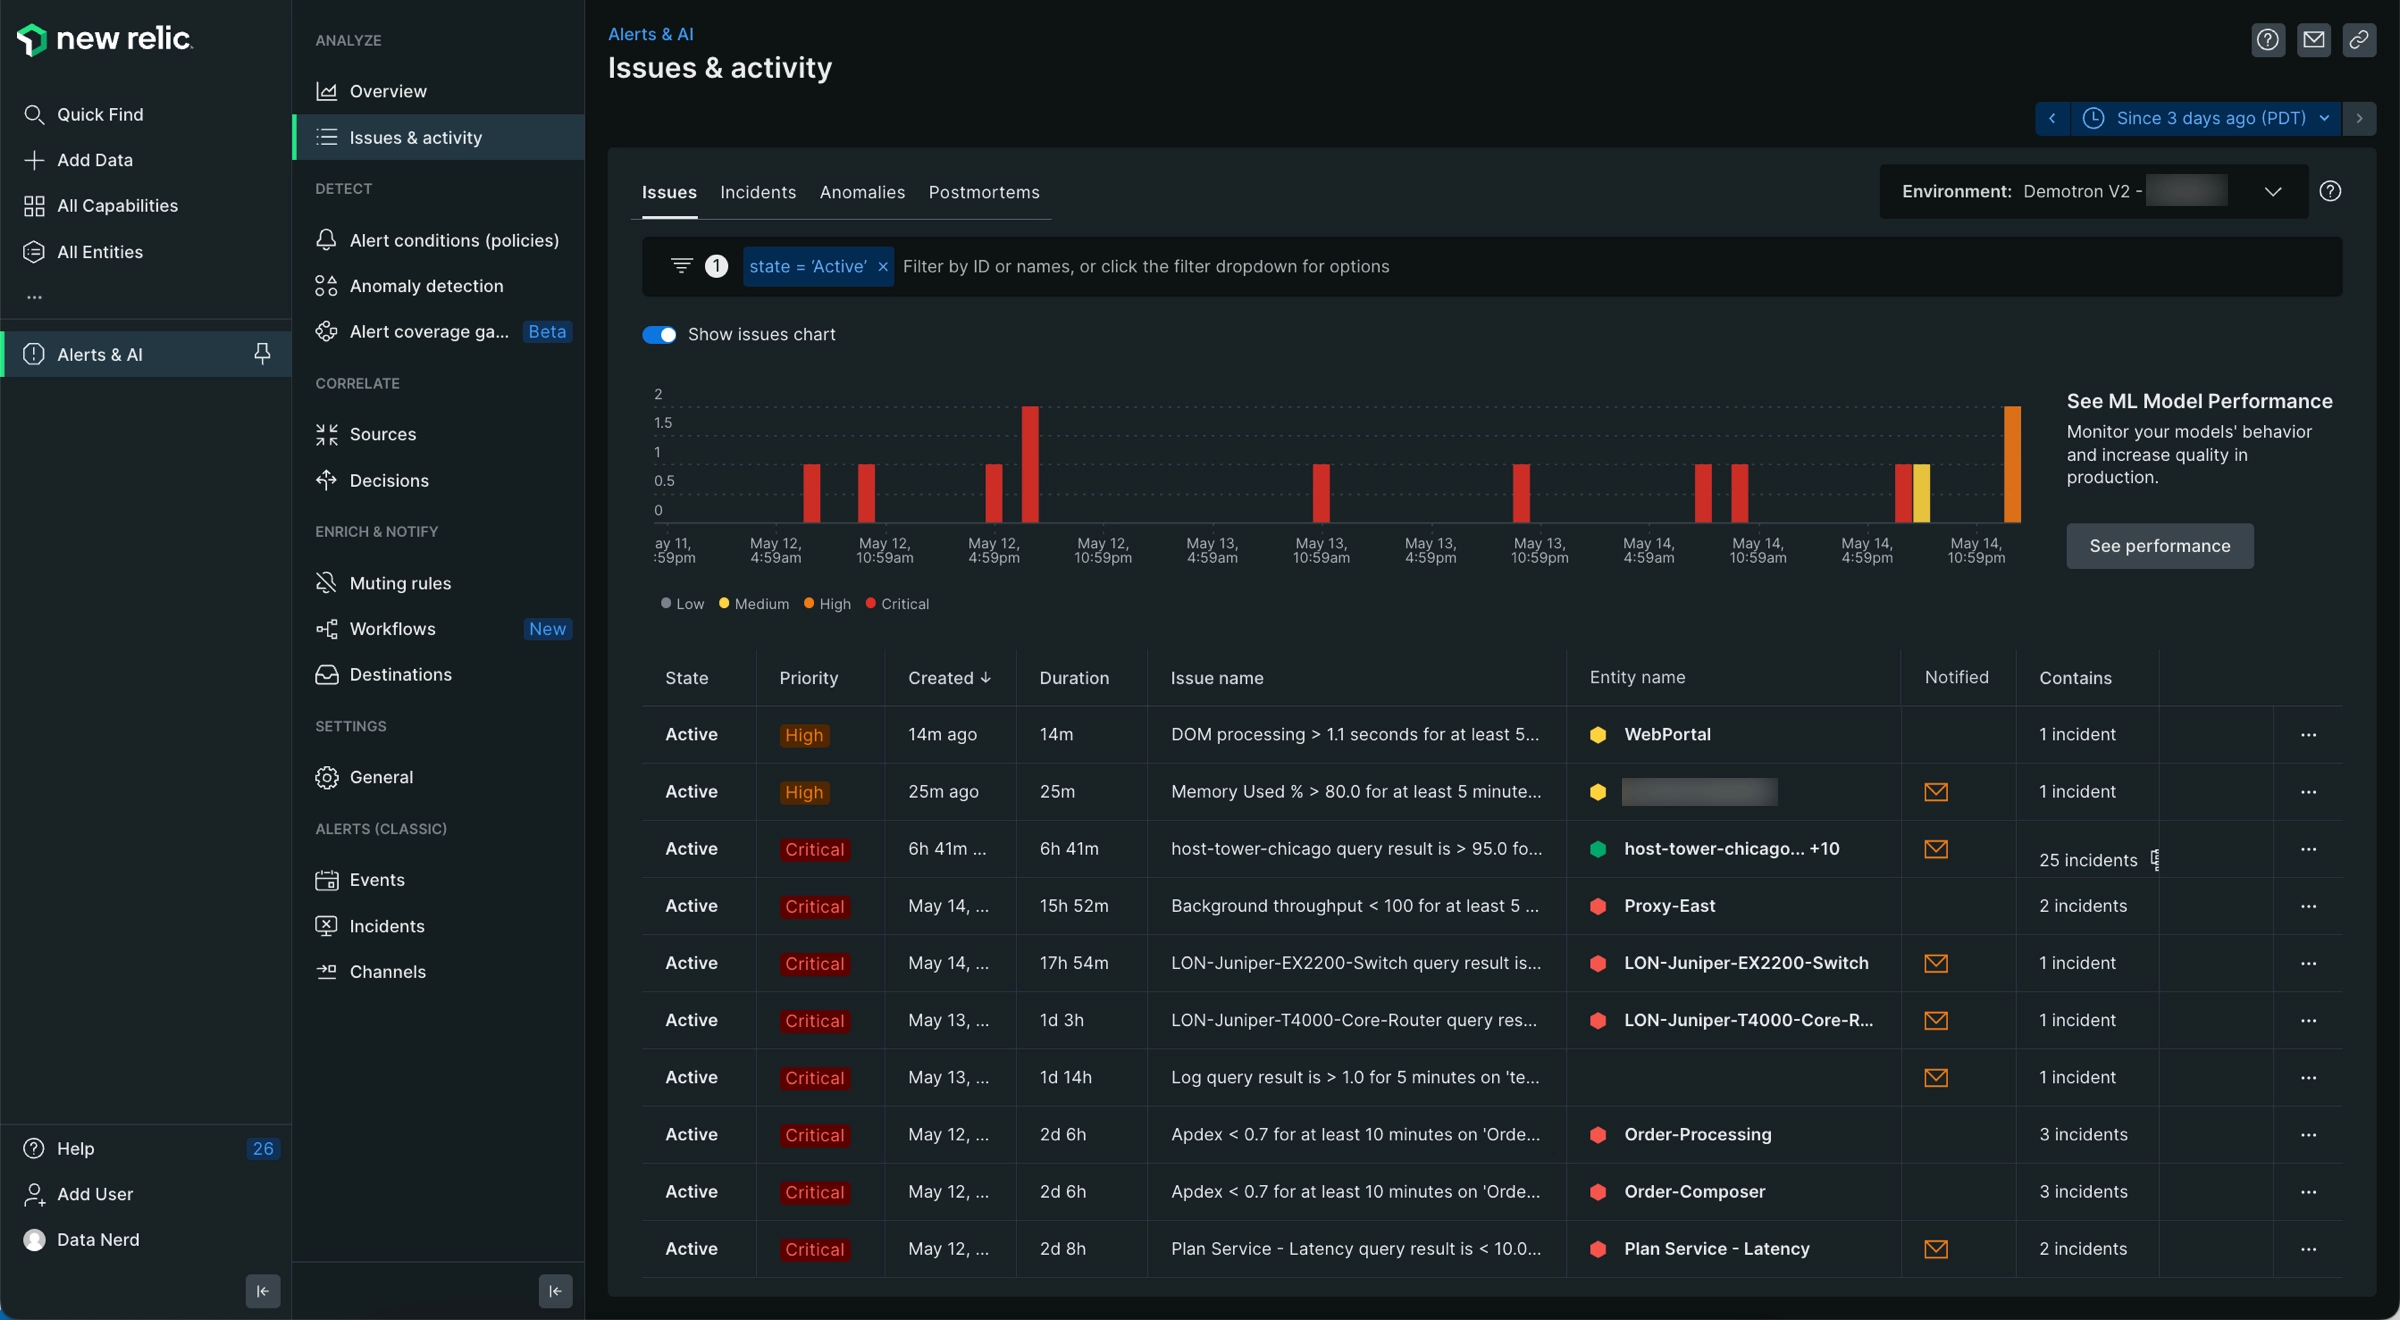 new relic
Quick Find
Add Data
All Capabilities
All Entities
...
Alerts & AI
Help 26
Add User
Data Nerd
ANALYZE
Overview
Issues & activity
DETECT
Alert conditions (policies)
Anomaly detection
Alert coverage ga... Beta
CORRELATE
Sources
Decisions
ENRICH & NOTIFY
Muting rules
Workflows New
Destinations
SETTINGS
General
ALERTS (CLASSIC)
Events
Incidents
Channels
Alerts & AI
Issues & activity
Since 3 days ago (PDT)
Issues Incidents Anomalies Postmortems
Environment: Demotron V2 -
1 state = ‘Active’ × Filter by ID or names, or click the filter dropdown for options
Show issues chart
2
1.5
1
0.5
0
ay 11, May 12, May 12, May 12, May 12, May 13, May 13, May 13, May 13, May 14, May 14, May 14, May 14,
:59pm 4:59am 10:59am 4:59pm 10:59pm 4:59am 10:59am 4:59pm 10:59pm 4:59am 10:59am 4:59pm 10:59pm
Low Medium High Critical
See ML Model Performance
Monitor your models' behavior
and increase quality in
production.
See performance
State Priority Created ↓ Duration Issue name Entity name Notified Contains
Active High 14m ago 14m DOM processing > 1.1 seconds for at least 5... WebPortal 1 incident ...
Active High 25m ago 25m Memory Used % > 80.0 for at least 5 minute... 1 incident ...
Active Critical 6h 41m ... 6h 41m host-tower-chicago query result is > 95.0 fo... host-tower-chicago... +10 25 incidents ...
Active Critical May 14, ... 15h 52m Background throughput < 100 for at least 5 ... Proxy-East 2 incidents ...
Active Critical May 14, ... 17h 54m LON-Juniper-EX2200-Switch query result is... LON-Juniper-EX2200-Switch 1 incident ...
Active Critical May 13, ... 1d 3h LON-Juniper-T4000-Core-Router query res... LON-Juniper-T4000-Core-R... 1 incident ...
Active Critical May 13, ... 1d 14h Log query result is > 1.0 for 5 minutes on 'te... 1 incident ...
Active Critical May 12, ... 2d 6h Apdex < 0.7 for at least 10 minutes on 'Orde... Order-Processing 3 incidents ...
Active Critical May 12, ... 2d 6h Apdex < 0.7 for at least 10 minutes on 'Orde... Order-Composer 3 incidents ...
Active Critical May 12, ... 2d 8h Plan Service - Latency query result is < 10.0... Plan Service - Latency 2 incidents ...